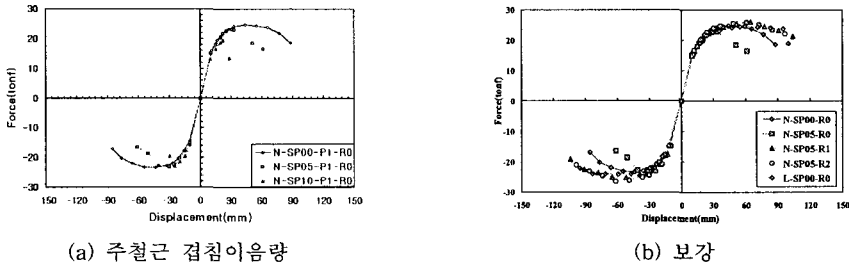 30
20
10
0
-10
-20
-30
-150 -120 -90 -60 -30 0 30 60 90 120 150
Force(tonf)
Displacement(mm)
N-SP00-P1-R0
N-SP05-P1-R0
N-SP10-P1-R0
(a) 주철근 겹침이음량
30
20
10
0
-10
-20
-30
-150 -120 -90 -60 -30 0 30 60 90 120 150
Force(tonf)
Displacement(mm)
N-SP00-R0
N-SP05-R0
N-SP05-R1
N-SP05-R2
L-SP00-R0
(b) 보강